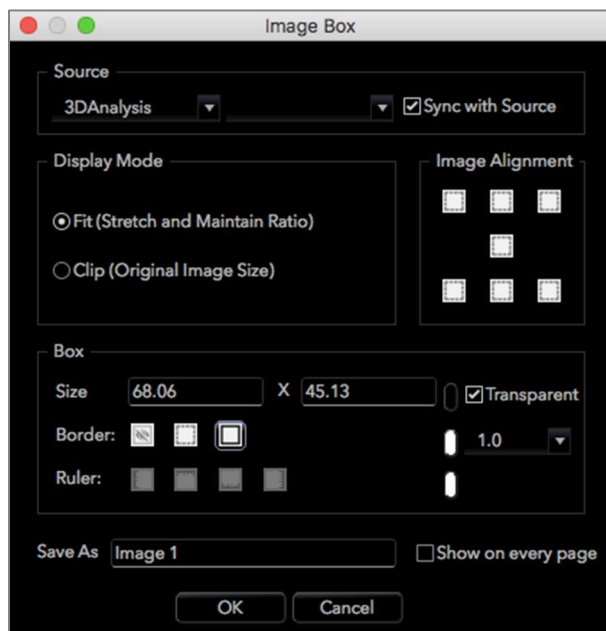 Image Box
Source
3DAnalysis
Sync with Source
Display Mode
Fit (Stretch and Maintain Ratio)
Clip (Original Image Size)
Image Alignment
Box
Size 68.06 X 45.13 Transparent
Border: 1.0
Ruler:
Save As Image 1 Show on every page
OK Cancel